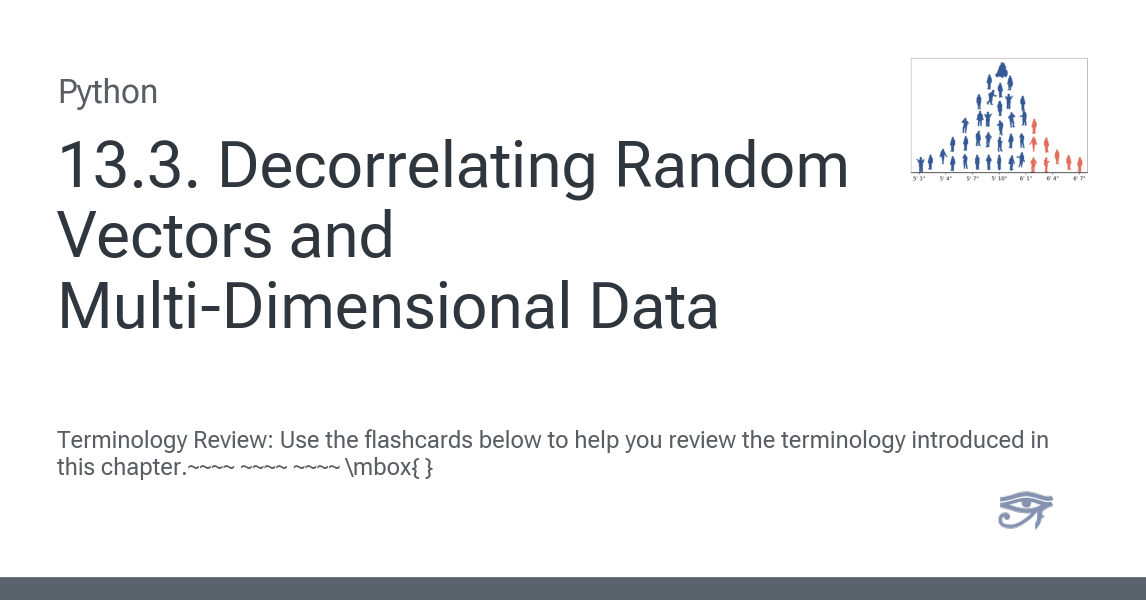 Python
13.3. Decorrelating Random
Vectors and
Multi-Dimensional Data
5' 1" 5' 4" 5' 7" 5' 10" 6' 1" 6' 4" 6' 7"
Terminology Review: Use the flashcards below to help you review the terminology introduced in
this chapter.~~~~ ~~~~ ~~~~ \mbox{ }